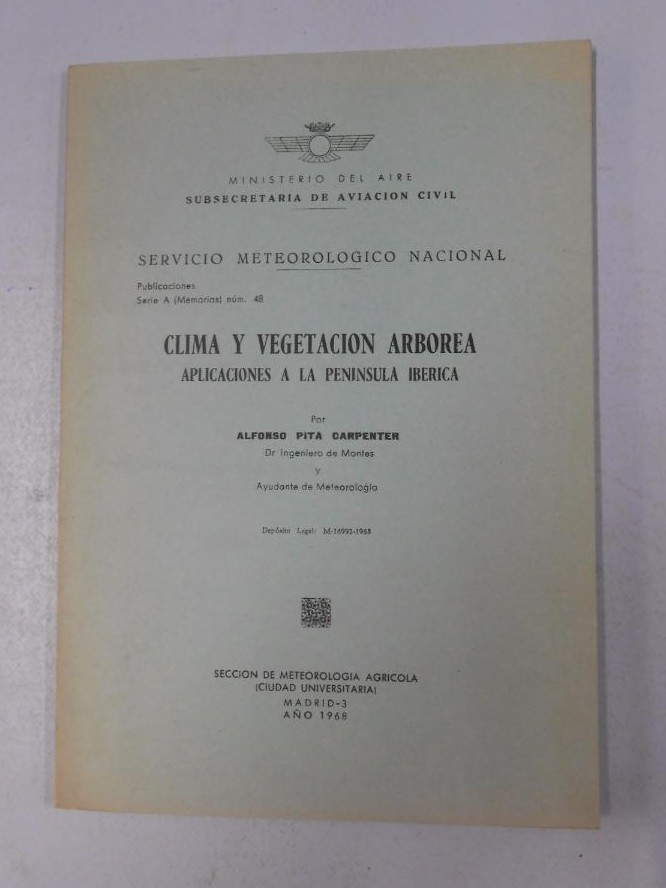 MINISTERIO DEL AIRE
SUBSECRETARIA DE AVIACION CIVIL
SERVICIO METEOROLOGICO NACIONAL
Publicaciones
Serie A (Memorias) núm. 48
CLIMA Y VEGETACION ARBOREA
APLICACIONES A LA PENINSULA IBERICA
Por
ALFONSO PITA CARPENTER
Dr Ingeniero de Montes
y
Ayudante de Meteorología
Depósito Legal: M-16992-1968
SECCION DE METEOROLOGIA AGRICOLA
(CIUDAD UNIVERSITARIA)
MADRID-3
AÑO 1968